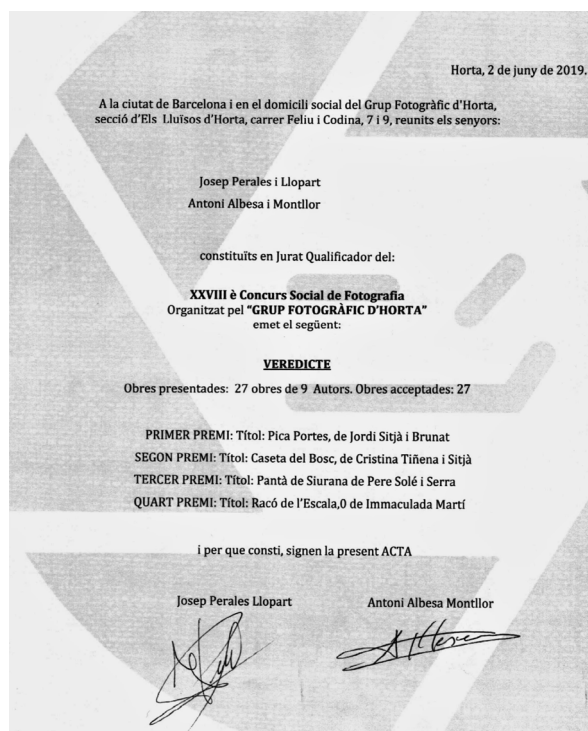 Horta, 2 de juny de 2019.
A la ciutat de Barcelona i en el domicili social del Grup Fotogràfic d'Horta,
secció d'Els Lluïsos d'Horta, carrer Feliu i Codina, 7 i 9, reunits els senyors:
Josep Perales i Llopart
Antoni Albesa i Montllor
constituïts en Jurat Qualificador del:
XXVIII è Concurs Social de Fotografia
Organitzat pel "GRUP FOTOGRÀFIC D'HORTA"
emet el següent:
VEREDICTE
Obres presentades: 27 obres de 9 Autors. Obres acceptades: 27
PRIMER PREMI: Títol: Pica Portes, de Jordi Sitjà i Brunat
SEGON PREMI: Títol: Caseta del Bosc, de Cristina Tiñena i Sitjà
TERCER PREMI: Títol: Pantà de Siurana de Pere Solé i Serra
QUART PREMI: Títol: Racó de l'Escala,0 de Immaculada Martí
i per que consti, signen la present ACTA
Josep Perales Llopart Antoni Albesa Montllor